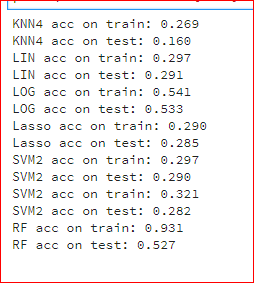 KNN4 acc on train: 0.269
KNN4 acc on test: 0.160
LIN acc on train: 0.297
LIN acc on test: 0.291
LOG acc on train: 0.541
LOG acc on test: 0.533
Lasso acc on train: 0.290
Lasso acc on test: 0.285
SVM2 acc on train: 0.297
SVM2 acc on test: 0.290
SVM2 acc on train: 0.321
SVM2 acc on test: 0.282
RF acc on train: 0.931
RF acc on test: 0.527